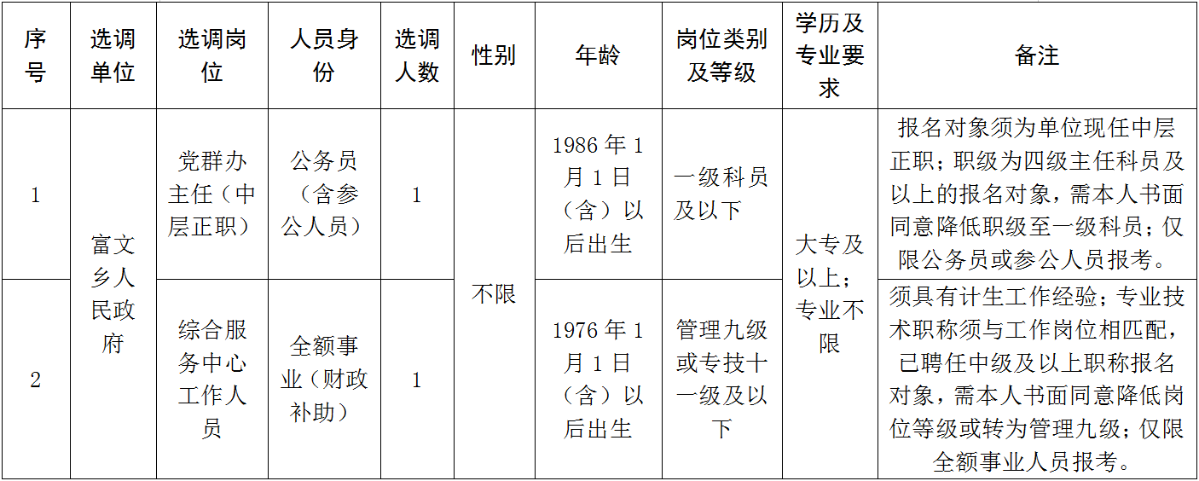 序
号
选调
单位
选调岗
位
人员身
份
选调
人数
性别
年龄
岗位类别
及等级
学历及
专业要
求
备注
1
富文
乡人
民政
府
党群办
主任（中
层正职）
公务员
（含参
公人员）
1
不限
1986 年 1
月 1 日
（含）以
后出生
一级科员
及以下
大专及
以上；
专业不
限
报名对象须为单位现任中层
正职；职级为四级主任科员及
以上的报名对象，需本人书面
同意降低职级至一级科员；仅
限公务员或参公人员报考。
2
综合服
务中心
工作人
员
全额事
业（财政
补助）
1
1976 年 1
月 1 日
（含）以
后出生
管理九级
或专技十
一级及以
下
须具有计生工作经验；专业技
术职称须与工作岗位相匹配，
已聘任中级及以上职称报名
对象，需本人书面同意降低岗
位等级或转为管理九级；仅限
全额事业人员报考。